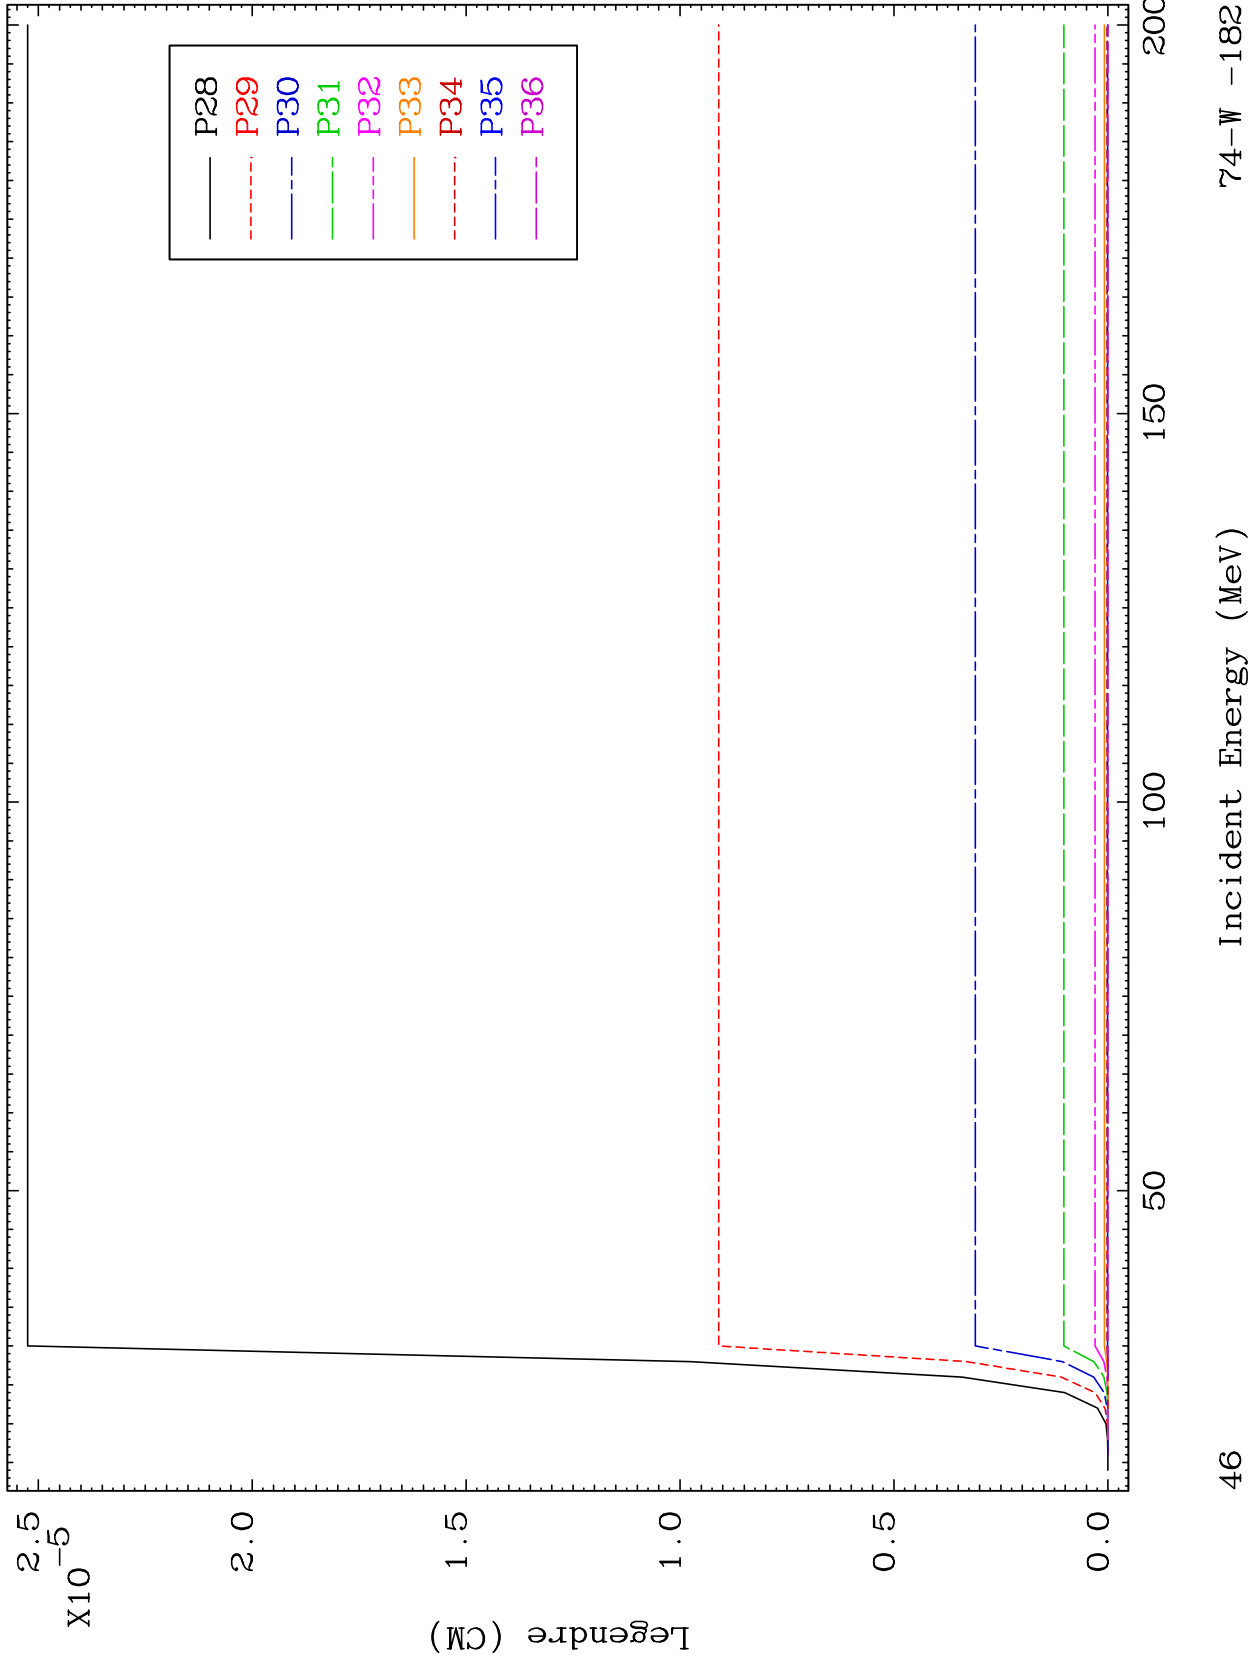 2.5
X10-5
2.0
1.5
1.0
0.5
0.0
Legendre (CM)
P28
P29
P30
P31
P32
P33
P34
P35
P36
50
100
150
200
46
Incident Energy (MeV)
74-W -182